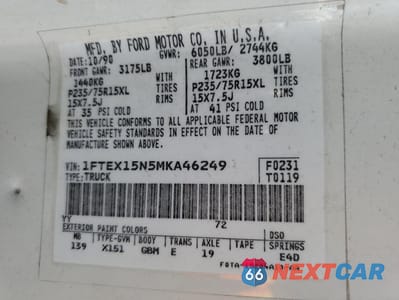 MFD. BY FORD MOTOR CO. IN U.S.A.
DATE: 10/90 GVWR: 6050LB/ 2744KG
FRONT GAWR: 3175LB REAR GAWR: 3800LB
1440KG WITH 1723KG WITH
P235/75R15XL TIRES P235/75R15XL TIRES
15X7.5J RIMS 15X7.5J RIMS
AT 35 PSI COLD AT 41 PSI COLD
THIS VEHICLE CONFORMS TO ALL APPLICABLE FEDERAL MOTOR
VEHICLE SAFETY STANDARDS IN EFFECT ON THE DATE OF
MANUFACTURE SHOWN ABOVE.
VIN: 1FTEX15N5MKA46249 F0231
TYPE: TRUCK T0119
YY 72
EXTERIOR PAINT COLORS DSO
WB TYPE-GVW BODY TRANS AXLE TAPE SPRINGS
139 X151 GBM E 19 E4D
66 NEXTCAR